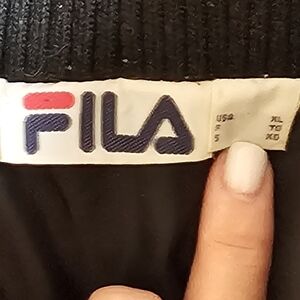 FILA
USA XL
F TG
S XG